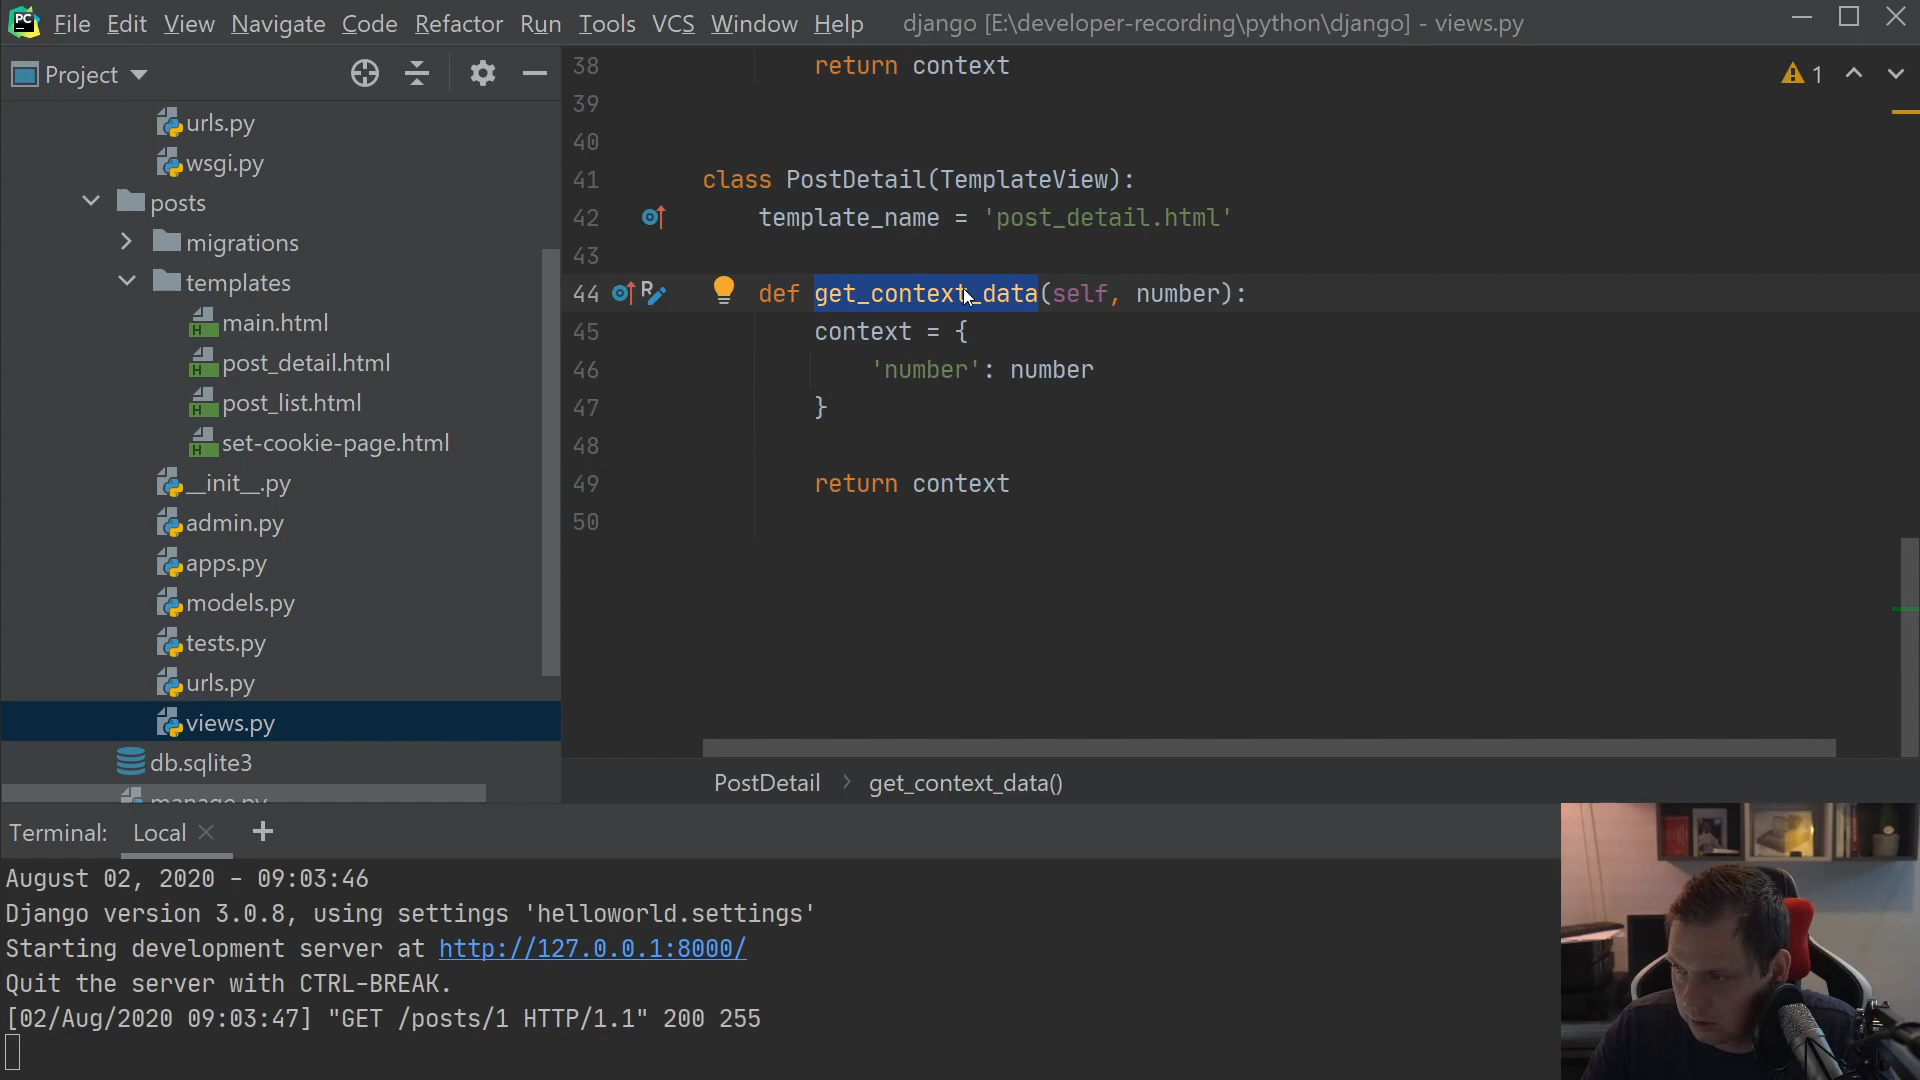 PC File Edit View Navigate Code Refactor Run Tools VCS Window Help django [E:\developer-recording\python\django] - views.py
Project
urls.py
wsgi.py
posts
migrations
templates
main.html
post_detail.html
post_list.html
set-cookie-page.html
__init__.py
admin.py
apps.py
models.py
tests.py
urls.py
views.py
db.sqlite3
manage.py
1
38 return context
39
40
41 class PostDetail(TemplateView):
42 template_name = 'post_detail.html'
43
44 def get_context_data(self, number):
45 context = {
46 'number': number
47 }
48
49 return context
50
PostDetail > get_context_data()
Terminal: Local × +
August 02, 2020 - 09:03:46
Django version 3.0.8, using settings 'helloworld.settings'
Starting development server at http://127.0.0.1:8000/
Quit the server with CTRL-BREAK.
[02/Aug/2020 09:03:47] "GET /posts/1 HTTP/1.1" 200 255